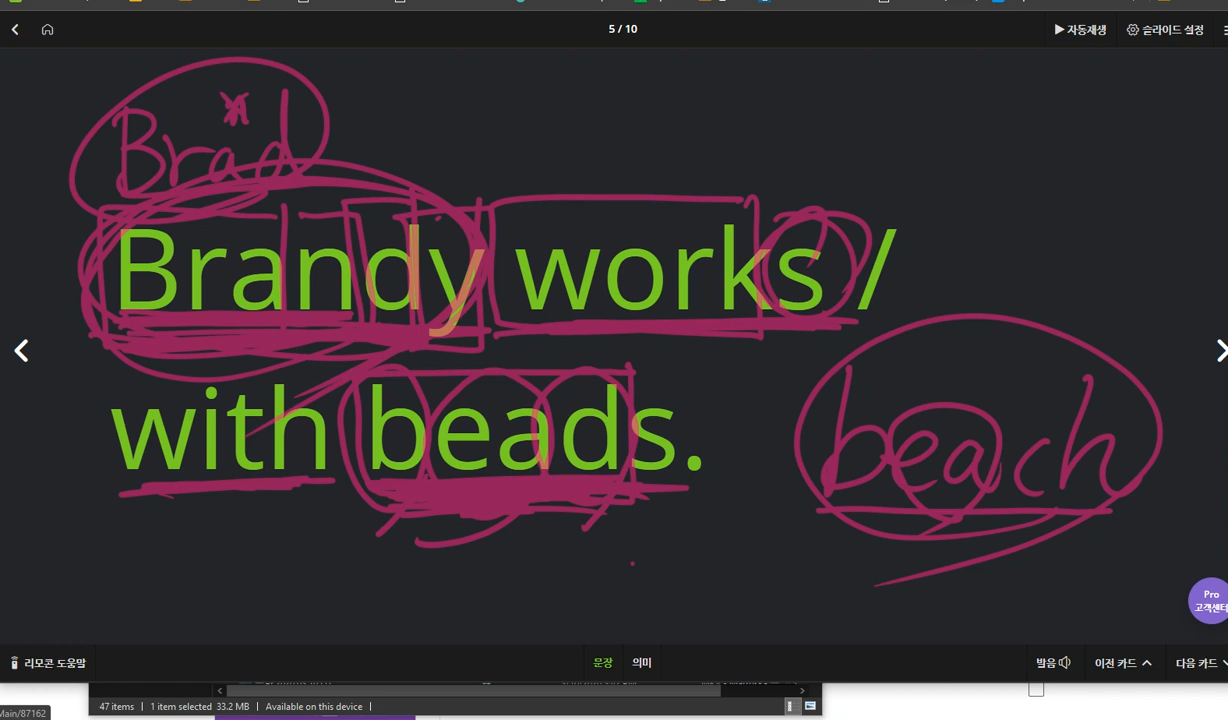 5 / 10
자동재생
슬라이드 설정
Brad
Brandy works /
with beads.
beach
Pro
고객센터
리모콘 도움말
문장
의미
발음
이전 카드
다음 카드
47 items
1 item selected 33.2 MB
Available on this device
Main/87162